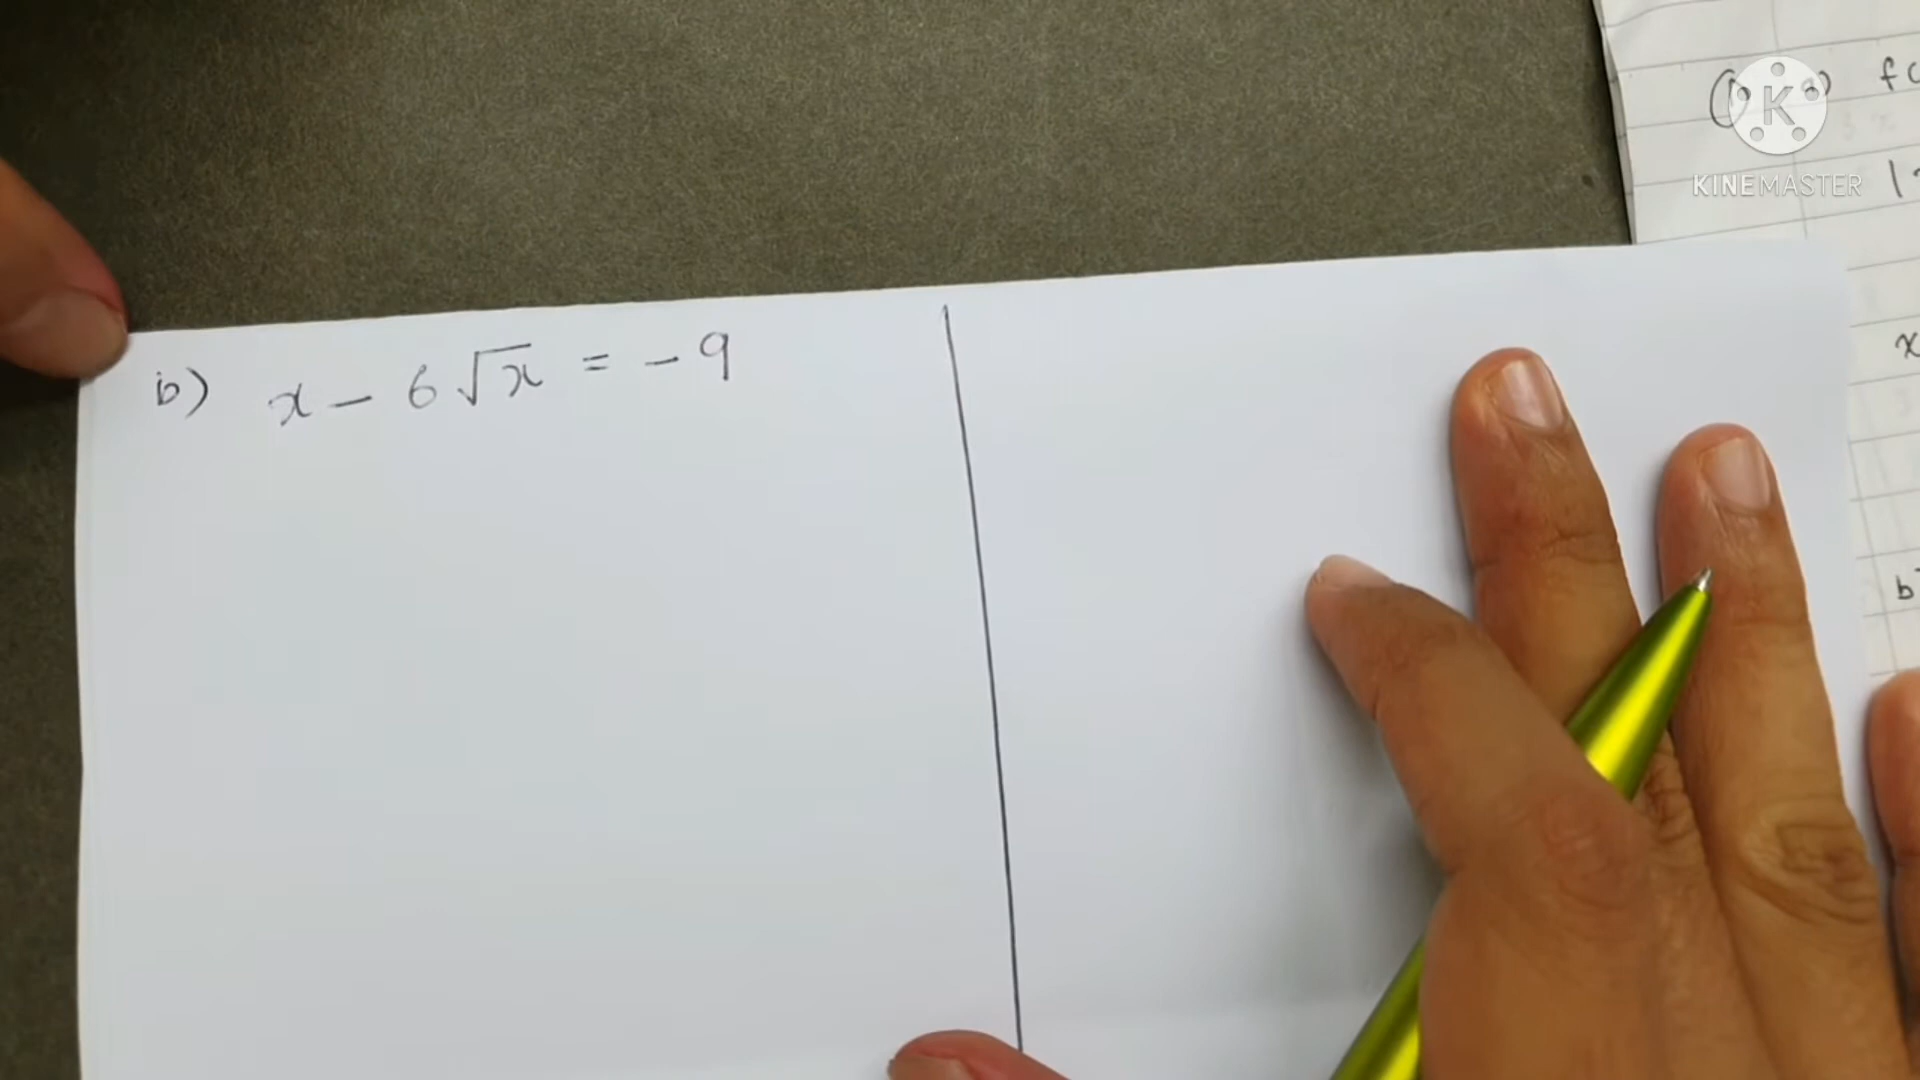 b) x - 6√x = -9
KINEMASTER
x
b